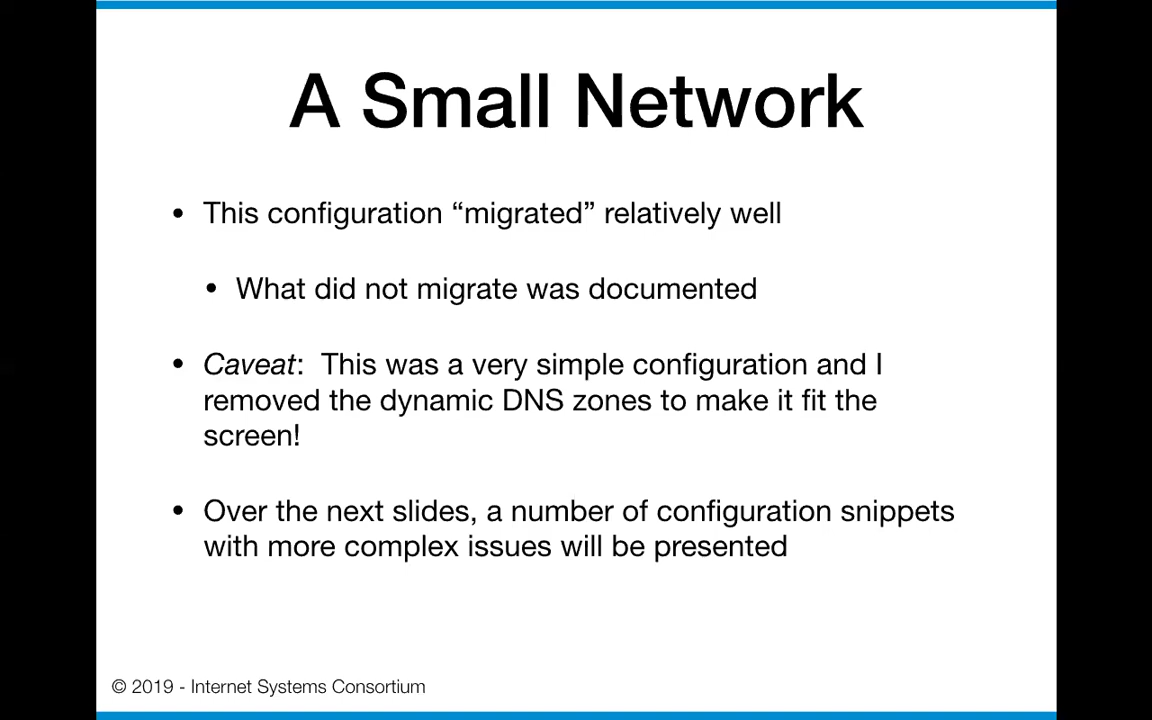 A Small Network
• This configuration “migrated” relatively well
• What did not migrate was documented
• Caveat:  This was a very simple configuration and I
removed the dynamic DNS zones to make it fit the
screen!
• Over the next slides, a number of configuration snippets
with more complex issues will be presented
© 2019 - Internet Systems Consortium